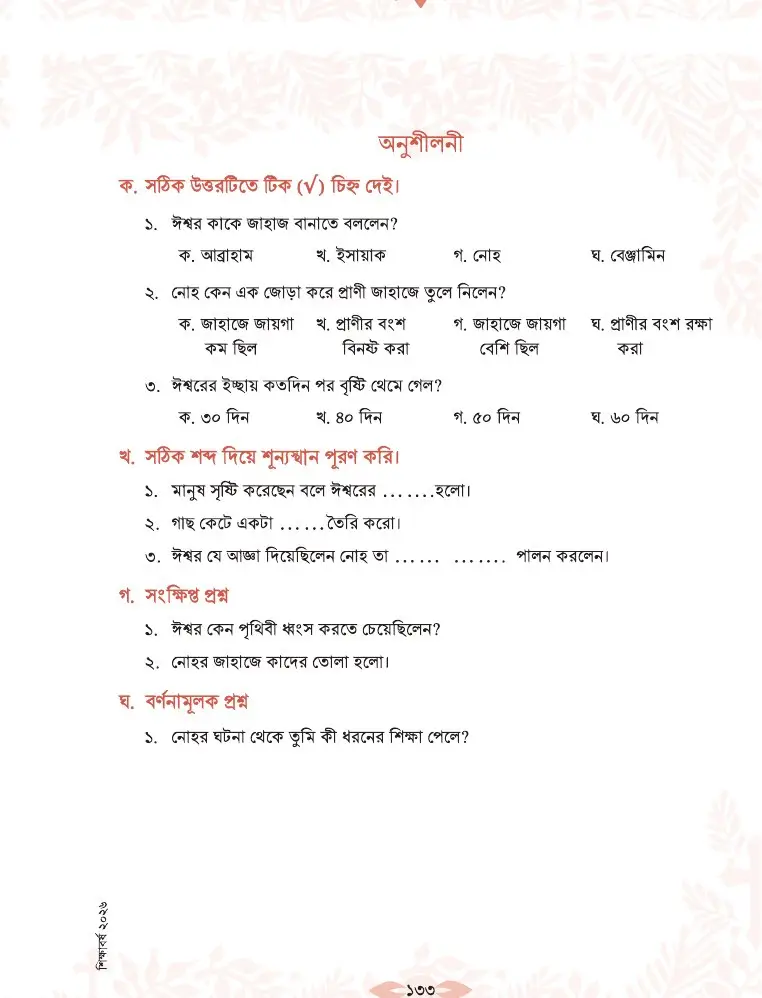 অনুশীলনী
ক. সঠিক উত্তরটিতে টিক (√) চিহ্ন দেই।
১. ঈশ্বর কাকে জাহাজ বানাতে বললেন?
ক. আব্রাহাম খ. ইসায়াক গ. নোহ ঘ. বেঞ্জামিন
২. নোহ কেন এক জোড়া করে প্রাণী জাহাজে তুলে নিলেন?
ক. জাহাজে জায়গা খ. প্রাণীর বংশ গ. জাহাজে জায়গা ঘ. প্রাণীর বংশ রক্ষা
কম ছিল বিনষ্ট করা বেশি ছিল করা
৩. ঈশ্বরের ইচ্ছায় কতদিন পর বৃষ্টি থেমে গেল?
ক. ৩০ দিন খ. ৪০ দিন গ. ৫০ দিন ঘ. ৬০ দিন
খ. সঠিক শব্দ দিয়ে শূন্যস্থান পূরণ করি।
১. মানুষ সৃষ্টি করেছেন বলে ঈশ্বরের .......হলো।
২. গাছ কেটে একটা ......তৈরি করো।
৩. ঈশ্বর যে আজ্ঞা দিয়েছিলেন নোহ তা ...... ....... পালন করলেন।
গ. সংক্ষিপ্ত প্রশ্ন
১. ঈশ্বর কেন পৃথিবী ধ্বংস করতে চেয়েছিলেন?
২. নোহর জাহাজে কাদের তোলা হলো।
ঘ. বর্ণনামূলক প্রশ্ন
১. নোহর ঘটনা থেকে তুমি কী ধরনের শিক্ষা পেলে?
শিক্ষাবর্ষ ২০২৬
১৩৩